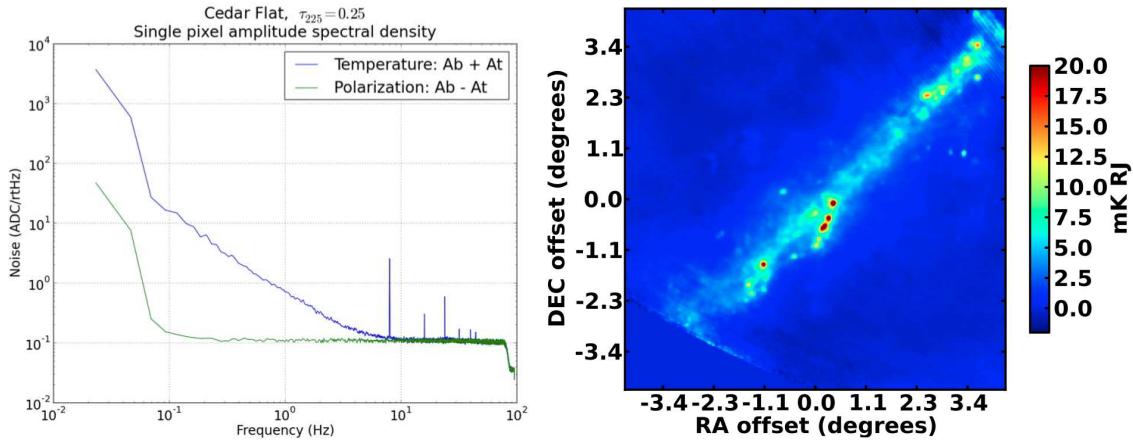 Cedar Flat, τ225=0.25
Single pixel amplitude spectral density
Temperature: Ab + At
Polarization: Ab - At
Noise (ADC/rtHz)
10^4
10^3
10^2
10^1
10^0
10^-1
10^-2
10^-2 10^-1 10^0 10^1 10^2
Frequency (Hz)
DEC offset (degrees)
3.4
2.3
1.1
0.0
-1.1
-2.3
-3.4
-3.4 -2.3 -1.1 0.0 1.1 2.3 3.4
RA offset (degrees)
20.0
17.5
15.0
12.5
10.0
7.5
5.0
2.5
0.0
mK RJ